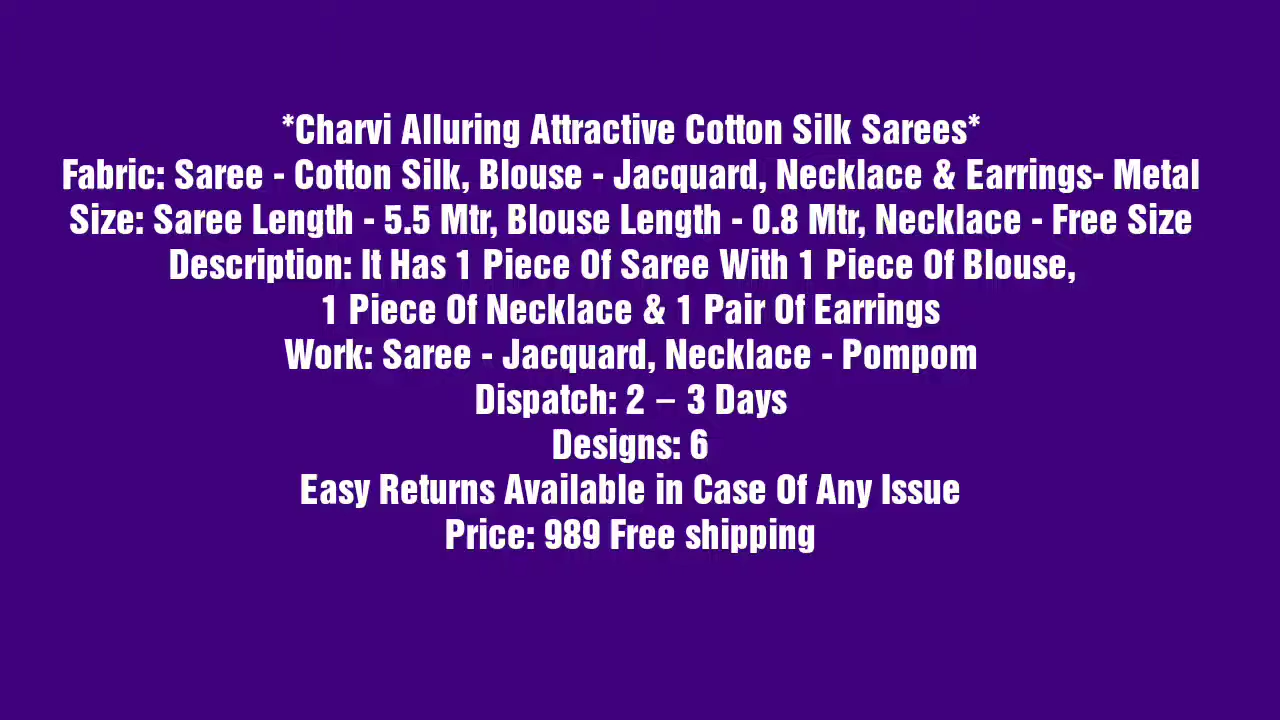 *Charvi Alluring Attractive Cotton Silk Sarees*
Fabric: Saree - Cotton Silk, Blouse - Jacquard, Necklace & Earrings- Metal
Size: Saree Length - 5.5 Mtr, Blouse Length - 0.8 Mtr, Necklace - Free Size
Description: It Has 1 Piece Of Saree With 1 Piece Of Blouse,
1 Piece Of Necklace & 1 Pair Of Earrings
Work: Saree - Jacquard, Necklace - Pompom
Dispatch: 2 – 3 Days
Designs: 6
Easy Returns Available in Case Of Any Issue
Price: 989 Free shipping